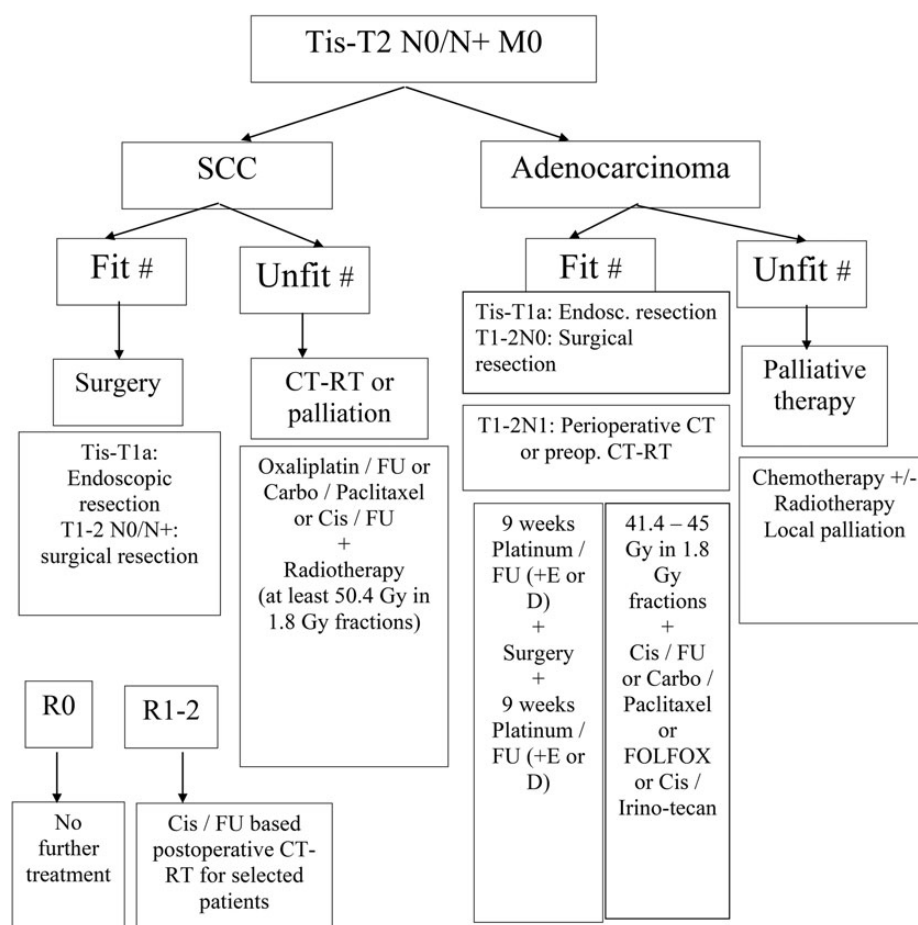 Tis-T2 N0/N+ M0
SCC
Adenocarcinoma
Fit #
Unfit #
Fit #
Unfit #
Surgery
Tis-T1a:
Endoscopic
resection
T1-2 N0/N+:
surgical resection
CT-RT or
palliation
Oxaliplatin / FU or
Carbo / Paclitaxel
or Cis / FU
+
Radiotherapy
(at least 50.4 Gy in
1.8 Gy fractions)
Tis-T1a: Endosc. resection
T1-2N0: Surgical
resection
T1-2N1: Perioperative CT
or preop. CT-RT
9 weeks
Platinum /
FU (+E or
D)
+
Surgery
+
9 weeks
Platinum /
FU (+E or
D)
41.4 – 45
Gy in 1.8
Gy
fractions
+
Cis / FU
or Carbo /
Paclitaxel
or
FOLFOX
or Cis /
Irino-tecan
Palliative
therapy
Chemotherapy +/-
Radiotherapy
Local palliation
R0
R1-2
No
further
treatment
Cis / FU based
postoperative CT-
RT for selected
patients